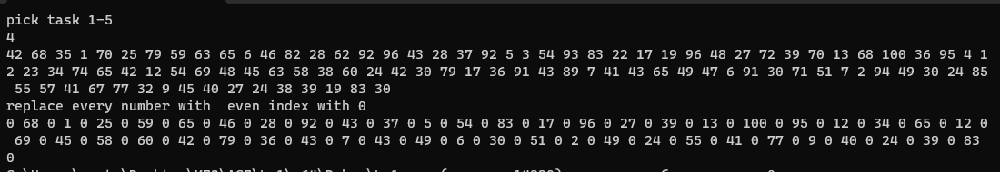 pick task 1-5
4
42 68 35 1 70 25 79 59 63 65 6 46 82 28 62 92 96 43 28 37 92 5 3 54 93 83 22 17 19 96 48 27 72 39 70 13 68 100 36 95 4 1
2 23 34 74 65 42 12 54 69 48 45 63 58 38 60 24 42 30 79 17 36 91 43 89 7 41 43 65 49 47 6 91 30 71 51 7 2 94 49 30 24 85
55 57 41 67 77 32 9 45 40 27 24 38 39 19 83 30
replace every number with  even index with 0
0 68 0 1 0 25 0 59 0 65 0 46 0 28 0 92 0 43 0 37 0 5 0 54 0 83 0 17 0 96 0 27 0 39 0 13 0 100 0 95 0 12 0 34 0 65 0 12 0
69 0 45 0 58 0 60 0 42 0 79 0 36 0 43 0 7 0 43 0 49 0 6 0 30 0 51 0 2 0 49 0 24 0 55 0 41 0 77 0 9 0 40 0 24 0 39 0 83
0